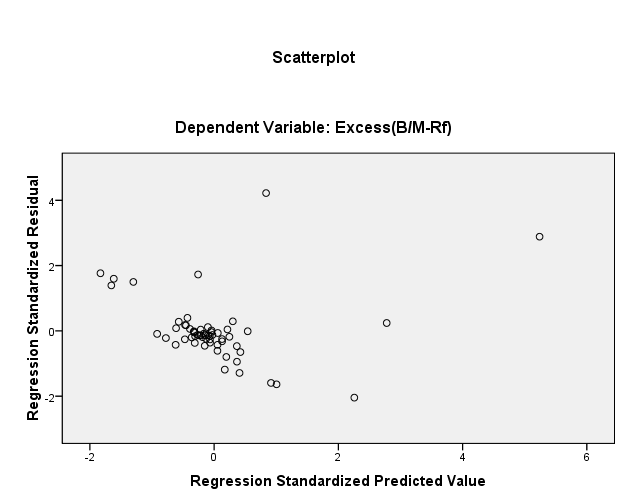 Scatterplot
Dependent Variable: Excess(B/M-Rf)
Regression Standardized Residual
4
2
0
-2
-2
0
2
4
6
Regression Standardized Predicted Value